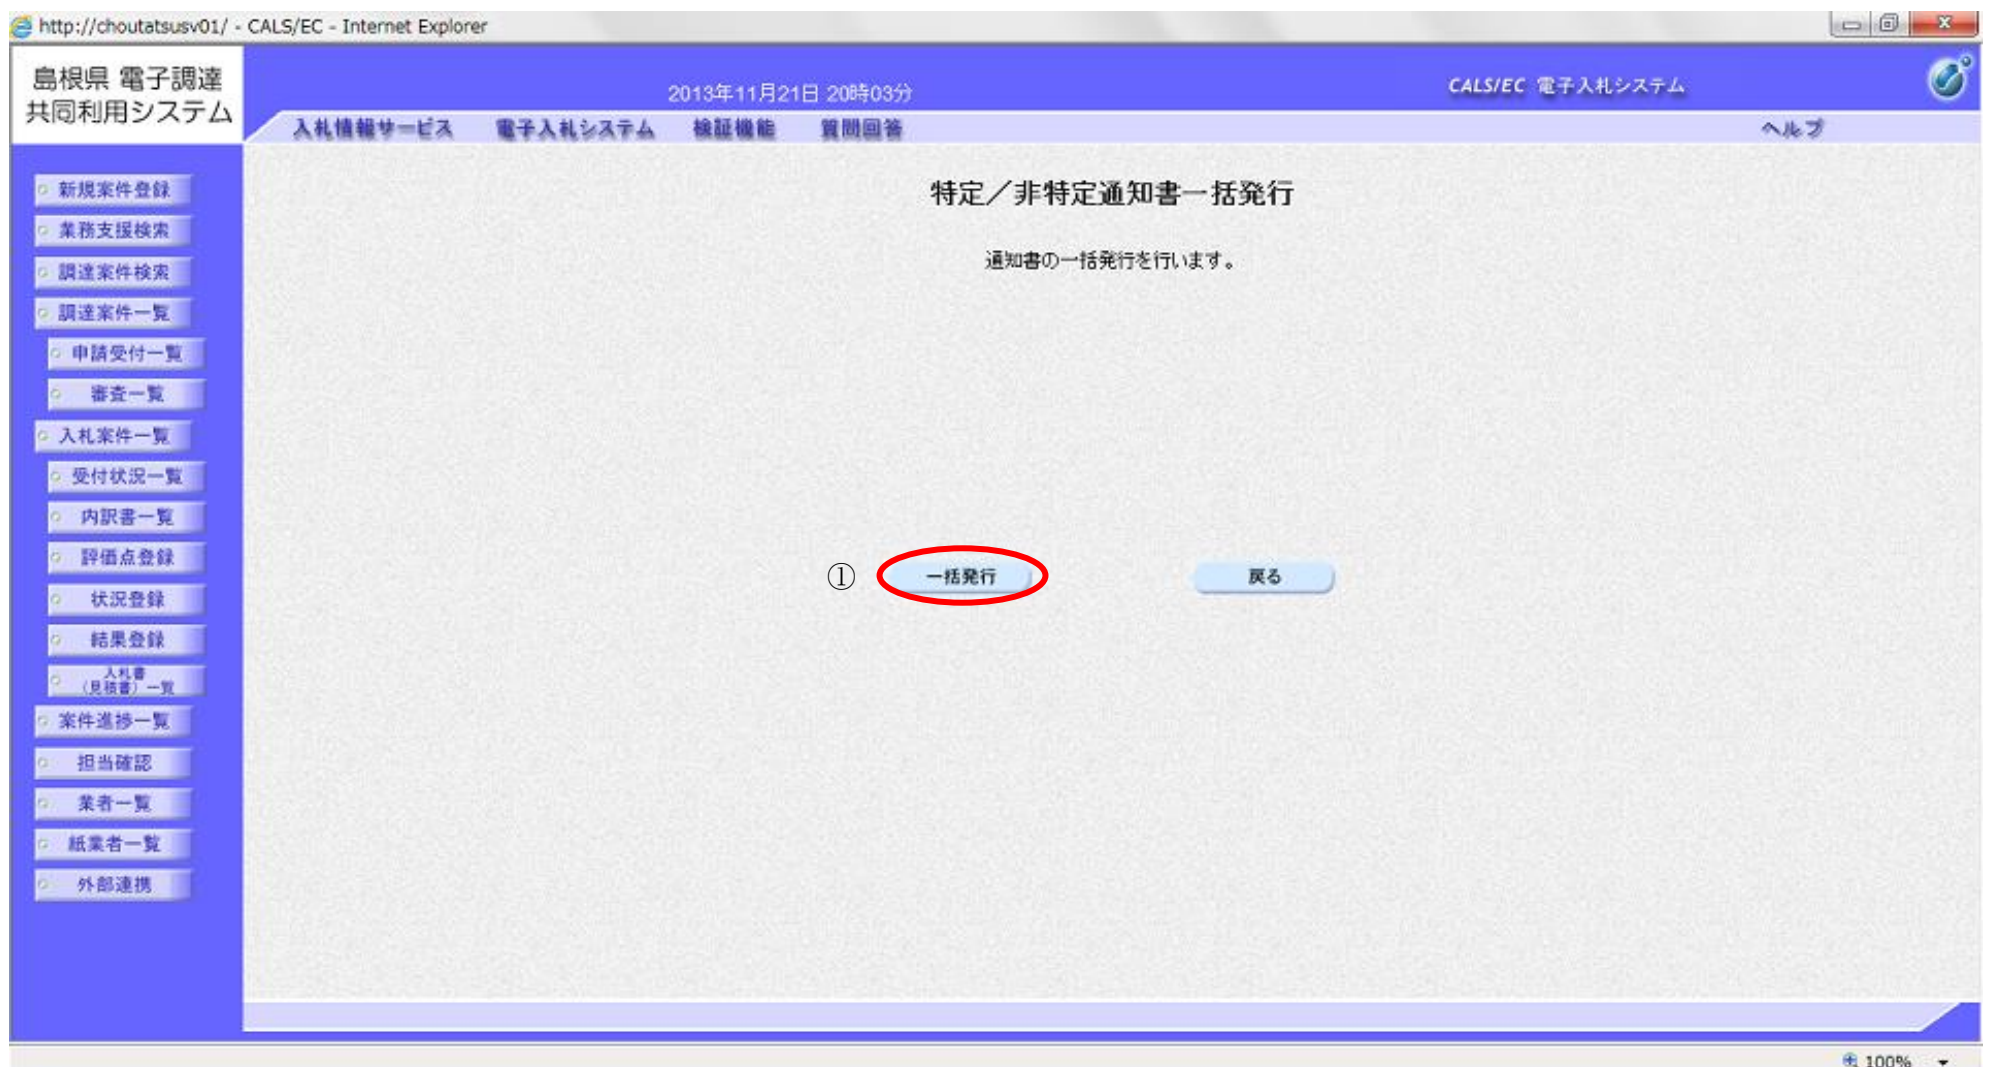 http://choutatsusv01/ - CALS/EC - Internet Explorer
島根県 電子調達
共同利用システム
2013年11月21日 20時03分
CALS/EC 電子入札システム
入札情報サービス 電子入札システム 検証機能 質問回答 ヘルプ
新規案件登録
業務支援検索
調達案件検索
調達案件一覧
申請受付一覧
審査一覧
入札案件一覧
受付状況一覧
内訳書一覧
評価点登録
状況登録
結果登録
入札書
(見積書)一覧
案件進捗一覧
担当確認
業者一覧
紙業者一覧
外部連携
特定/非特定通知書一括発行
通知書の一括発行を行います。
① 一括発行 戻る
100%